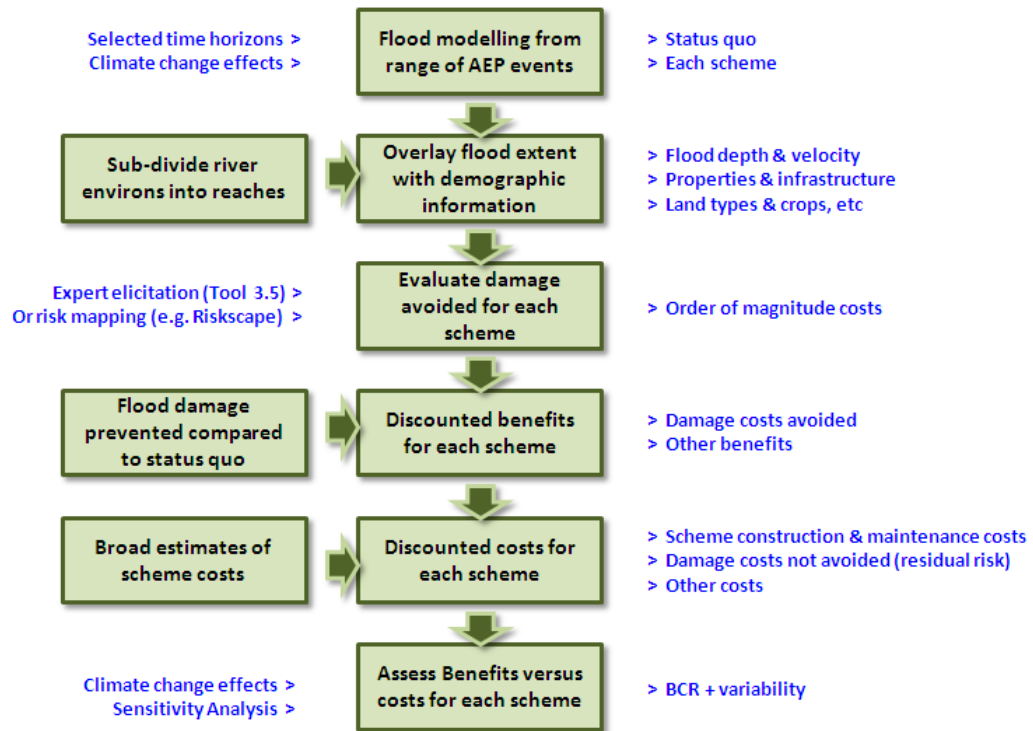 Selected time horizons >
Climate change effects >
Flood modelling from
range of AEP events
> Status quo
> Each scheme
Sub-divide river
environs into reaches
Overlay flood extent
with demographic
information
> Flood depth & velocity
> Properties & infrastructure
> Land types & crops, etc
Expert elicitation (Tool 3.5) >
Or risk mapping (e.g. Riskscape) >
Evaluate damage
avoided for each
scheme
> Order of magnitude costs
Flood damage
prevented compared
to status quo
Discounted benefits
for each scheme
> Damage costs avoided
> Other benefits
Broad estimates of
scheme costs
Discounted costs for
each scheme
> Scheme construction & maintenance costs
> Damage costs not avoided (residual risk)
> Other costs
Climate change effects >
Sensitivity Analysis >
Assess Benefits versus
costs for each scheme
> BCR + variability